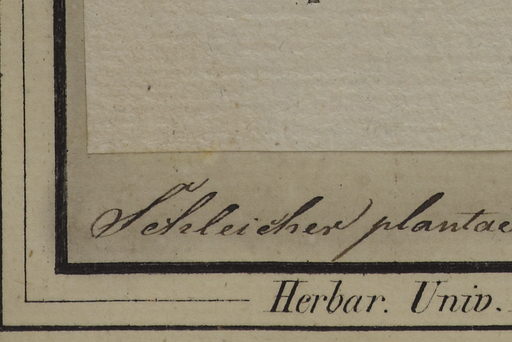 Schleicher plantae
Herbar. Univ.